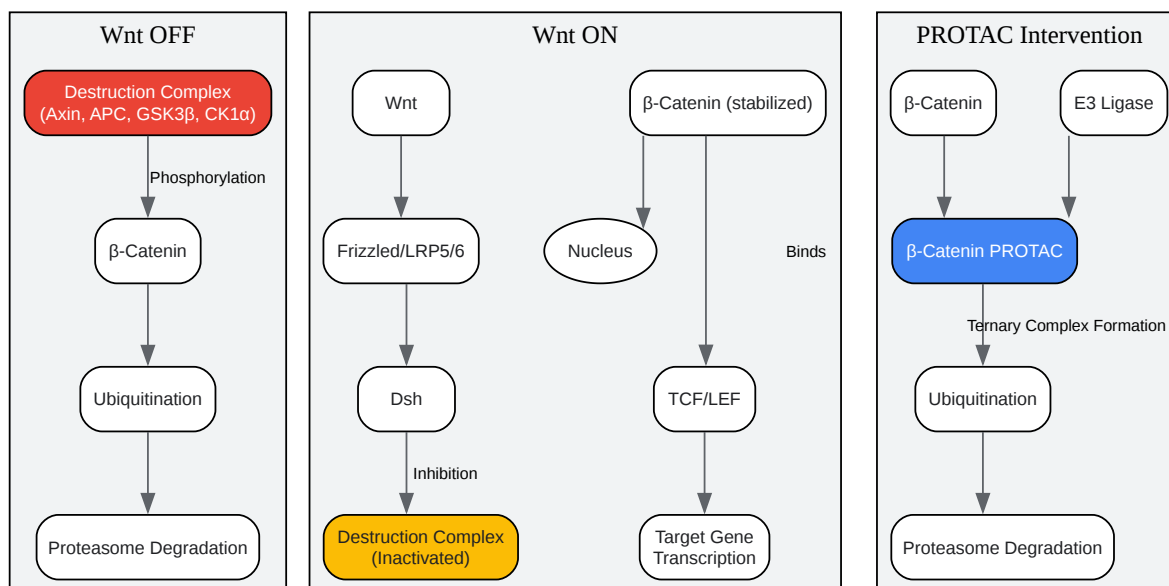 Wnt OFF
Destruction Complex
(Axin, APC, GSK3β, CK1α)
Phosphorylation
β-Catenin
Ubiquitination
Proteasome Degradation
Wnt ON
Wnt
β-Catenin (stabilized)
Frizzled/LRP5/6
Nucleus
Binds
Dsh
TCF/LEF
Inhibition
Destruction Complex
(Inactivated)
Target Gene
Transcription
PROTAC Intervention
β-Catenin
E3 Ligase
β-Catenin PROTAC
Ternary Complex Formation
Ubiquitination
Proteasome Degradation